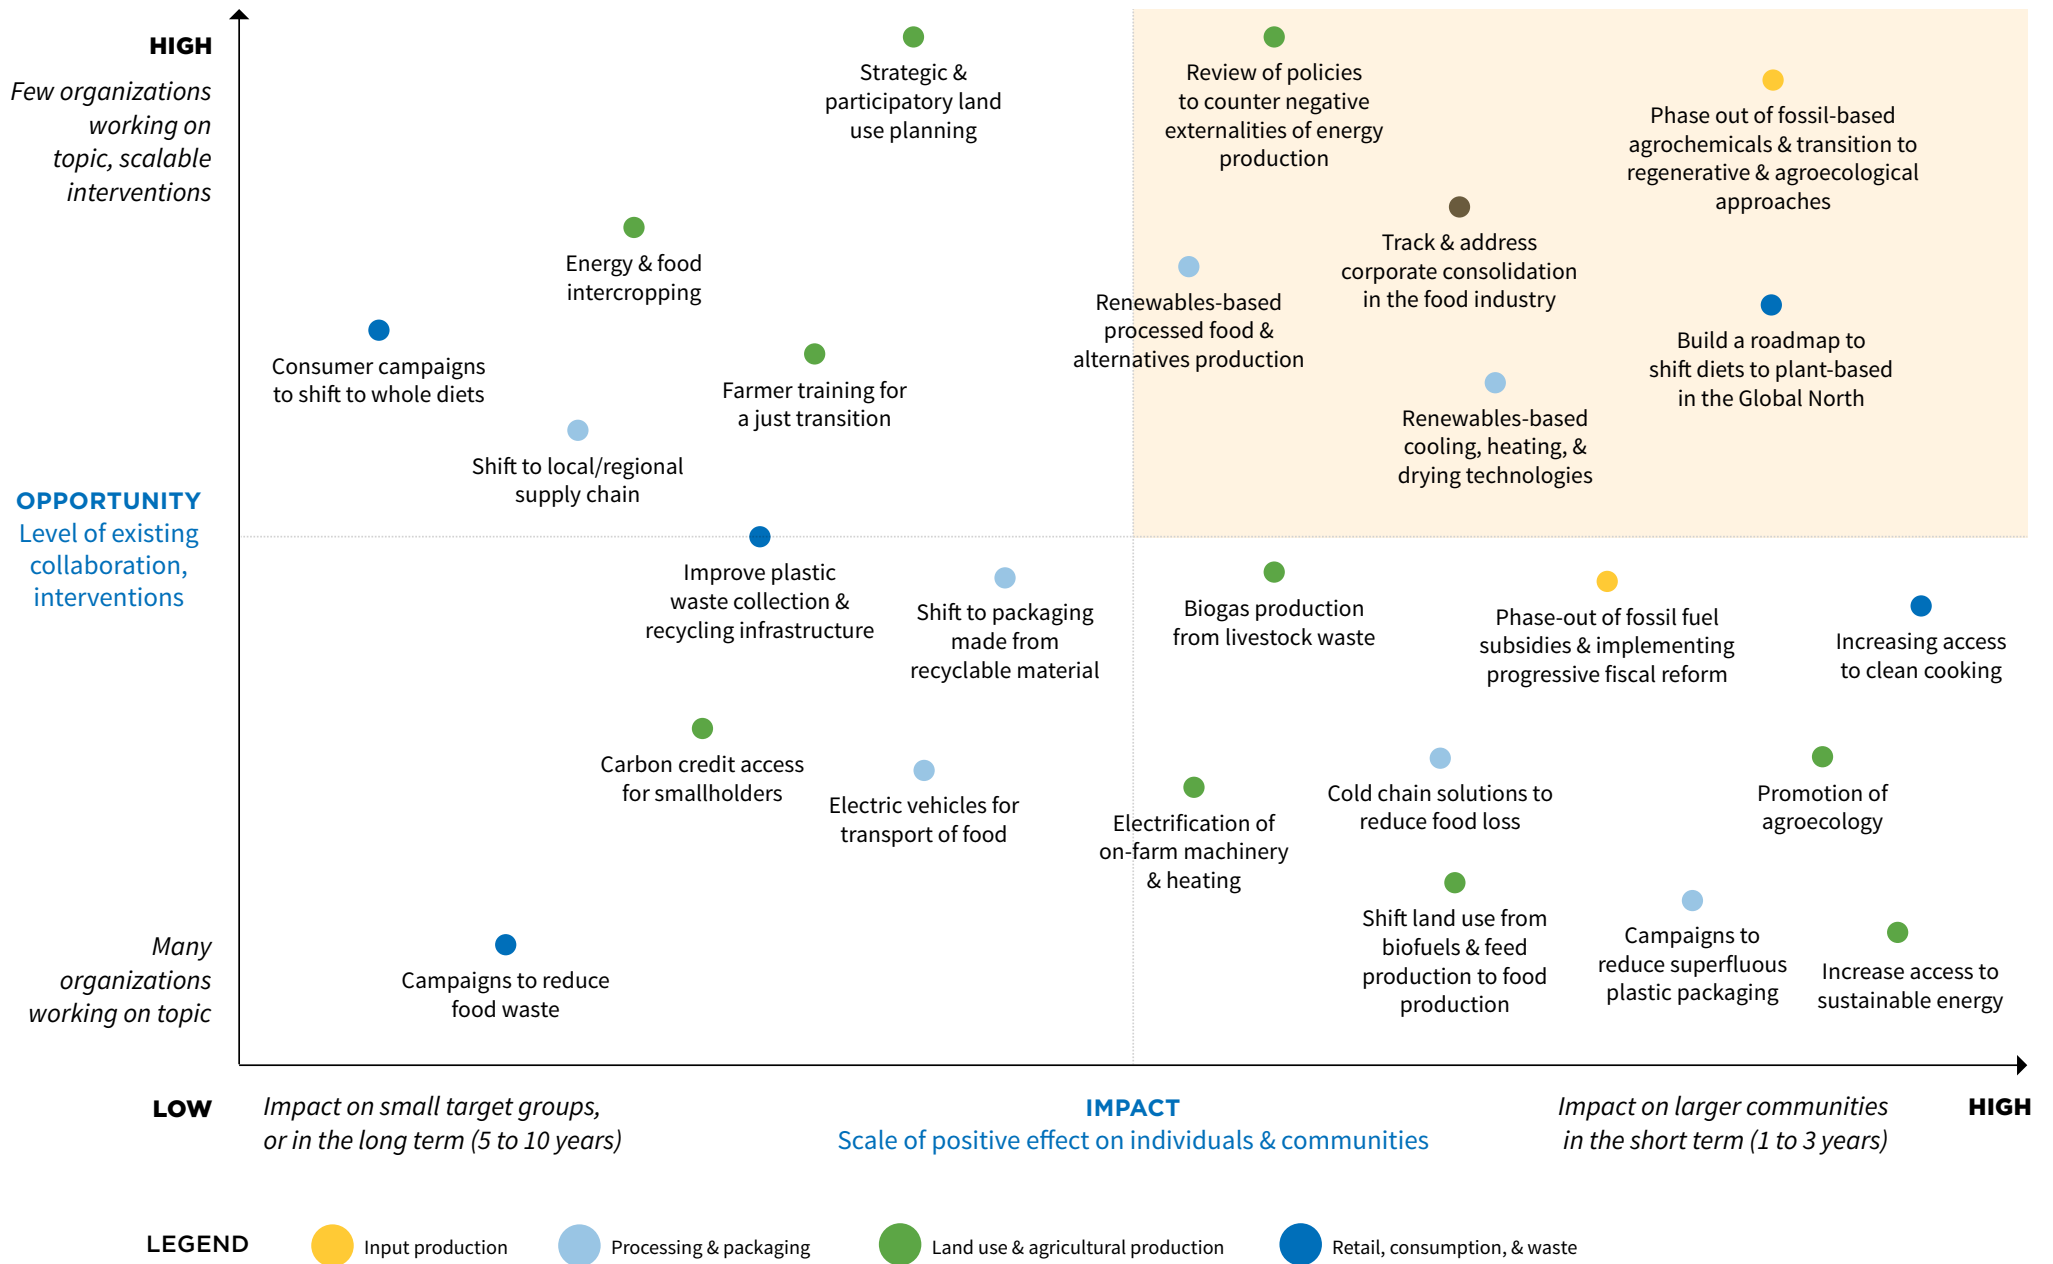 HIGH
Few organizations
working on
topic, scalable
interventions
Strategic &
participatory land
use planning
Review of policies
to counter negative
externalities of energy
production
Phase out of fossil-based
agrochemicals & transition to
regenerative & agroecological
approaches
Energy & food
intercropping
Track & address
corporate consolidation
in the food industry
Renewables-based
processed food &
alternatives production
Consumer campaigns
to shift to whole diets
Farmer training for
a just transition
Build a roadmap to
shift diets to plant-based
in the Global North
Renewables-based
cooling, heating, &
drying technologies
Shift to local/regional
supply chain
OPPORTUNITY
Level of existing
collaboration,
interventions
Improve plastic
waste collection &
recycling infrastructure
Shift to packaging
made from
recyclable material
Biogas production
from livestock waste
Phase-out of fossil fuel
subsidies & implementing
progressive fiscal reform
Increasing access
to clean cooking
Carbon credit access
for smallholders
Electric vehicles for
transport of food
Electrification of
on-farm machinery
& heating
Cold chain solutions to
reduce food loss
Promotion of
agroecology
Shift land use from
biofuels & feed
production to food
production
Campaigns to
reduce superfluous
plastic packaging
Increase access to
sustainable energy
Campaigns to reduce
food waste
Many
organizations
working on topic
LOW
Impact on small target groups,
or in the long term (5 to 10 years)
IMPACT
Scale of positive effect on individuals & communities
Impact on larger communities
in the short term (1 to 3 years)
HIGH
LEGEND
Input production
Processing & packaging
Land use & agricultural production
Retail, consumption, & waste